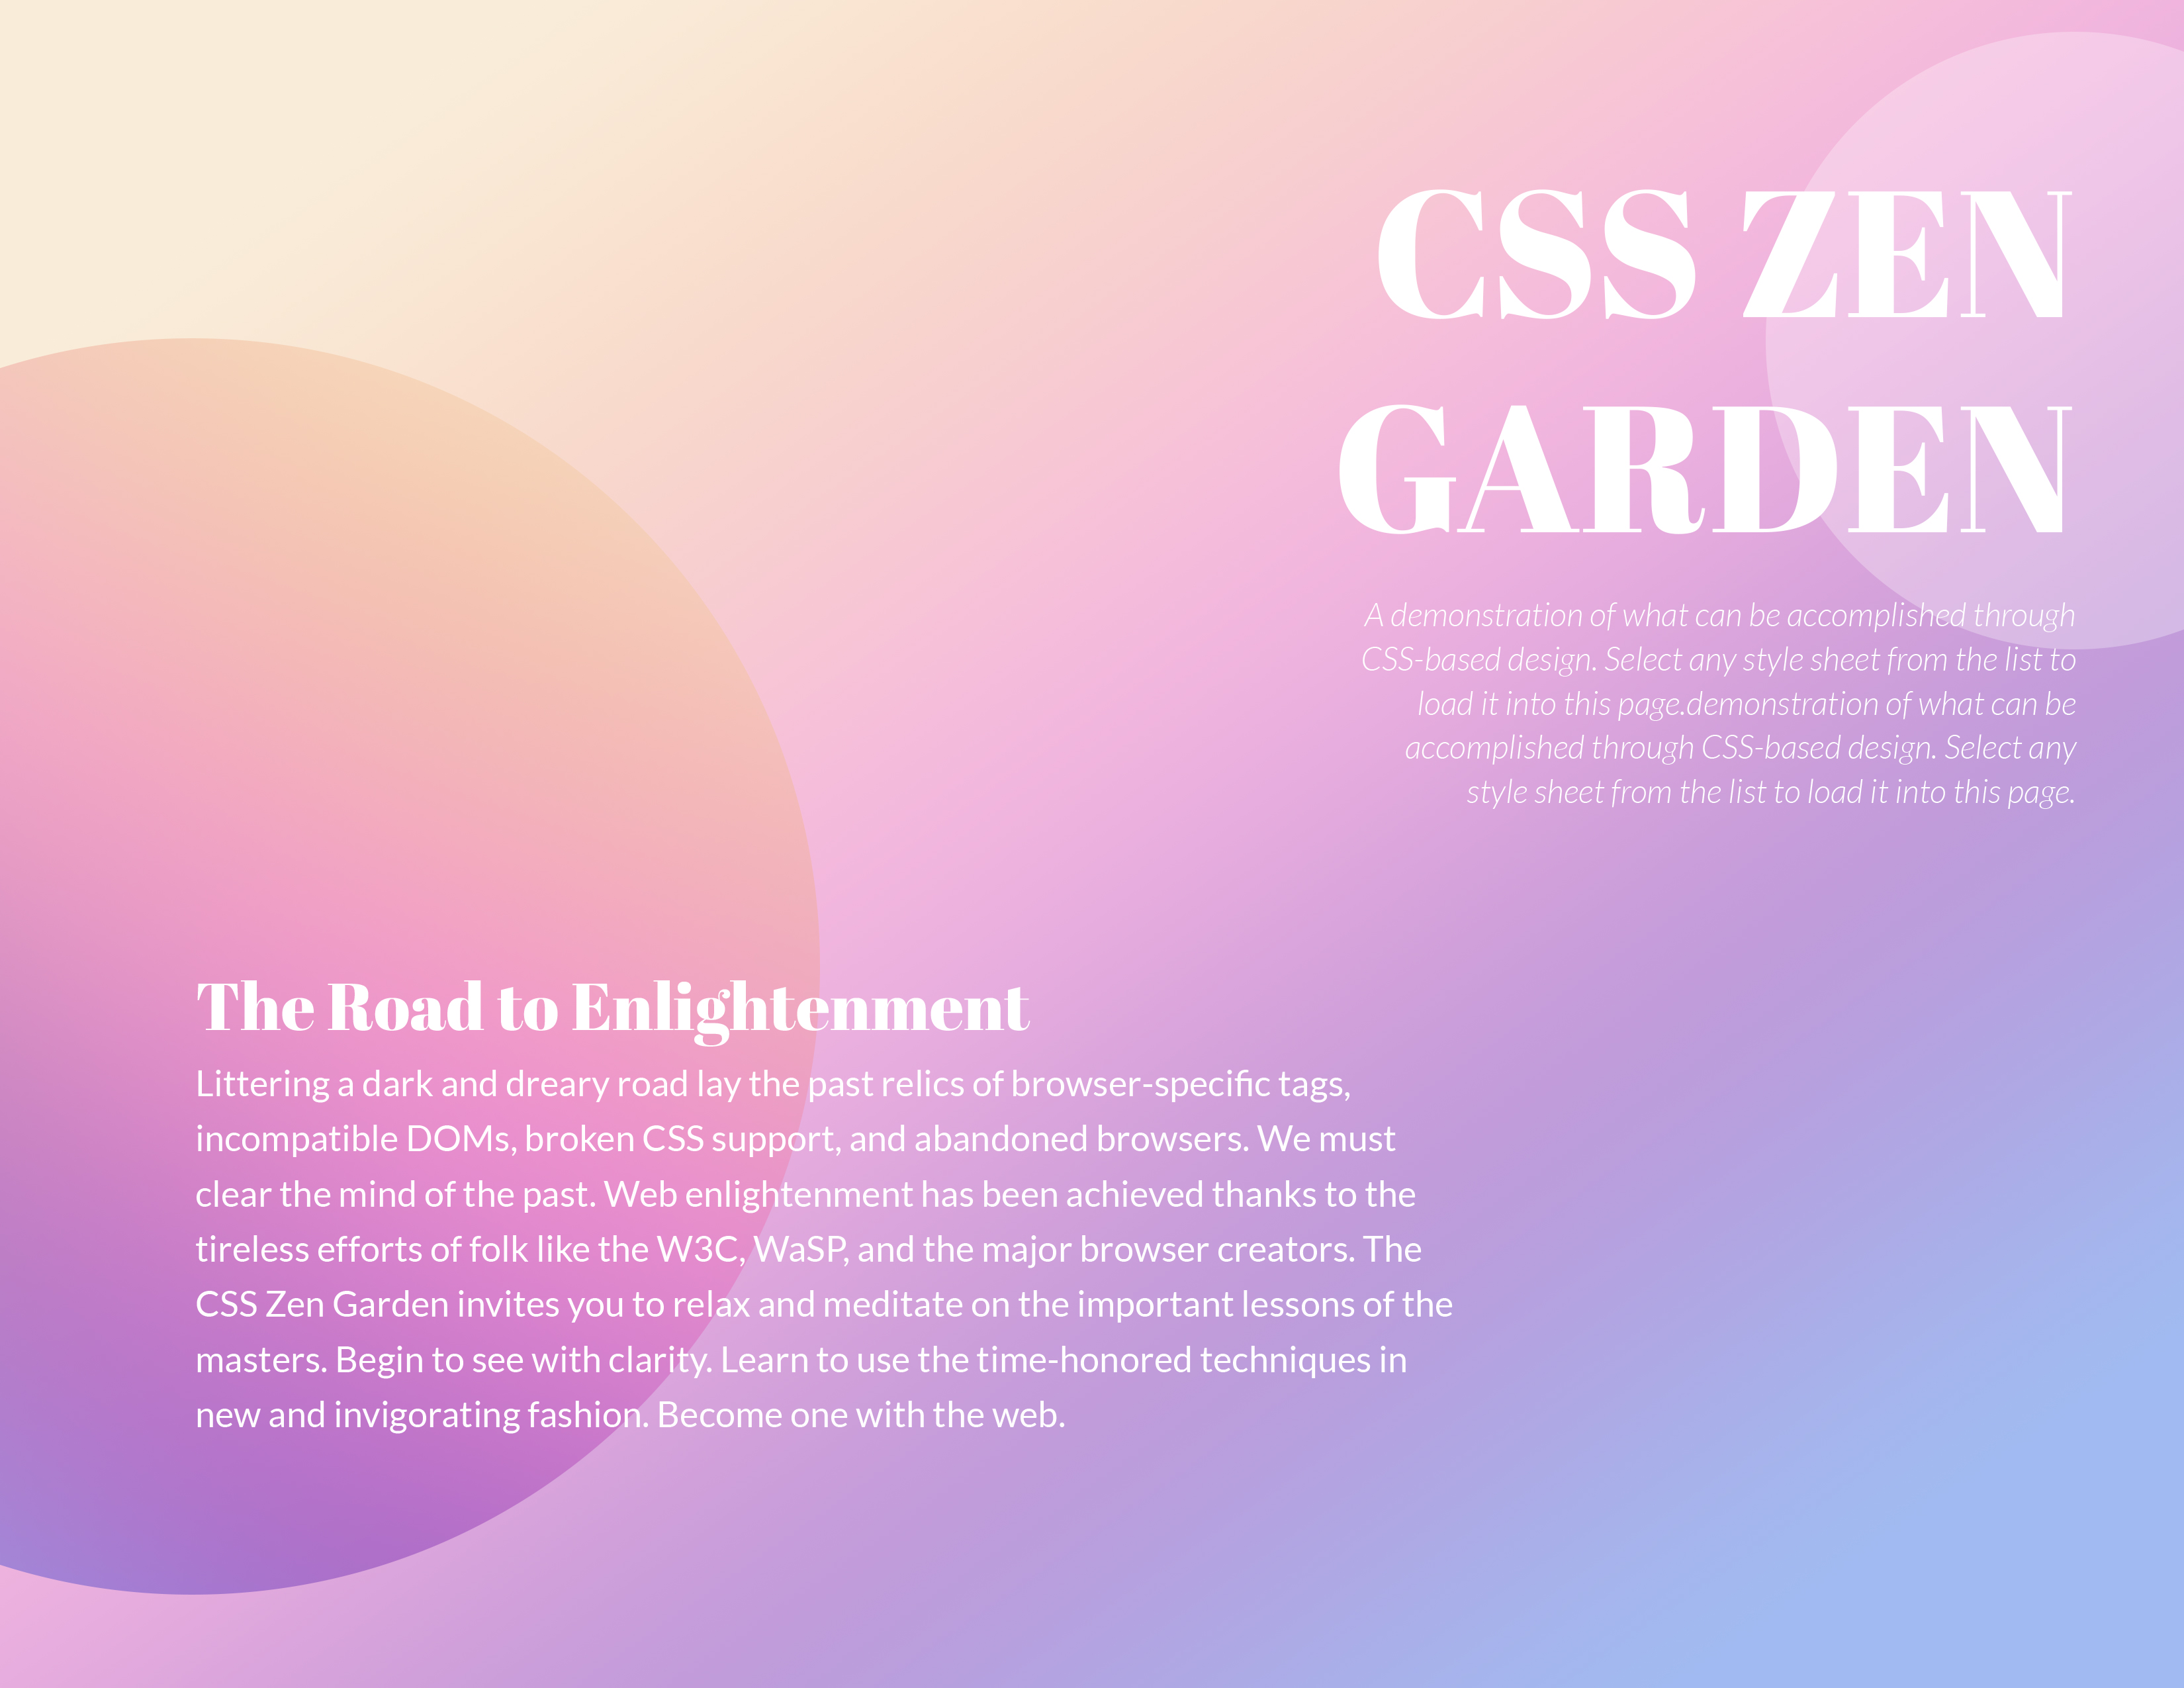 CSS ZEN
GARDEN
A demonstration of what can be accomplished through
CSS-based design. Select any style sheet from the list to
load it into this page.demonstration of what can be
accomplished through CSS-based design. Select any
style sheet from the list to load it into this page.
The Road to Enlightenment
Littering a dark and dreary road lay the past relics of browser-specific tags,
incompatible DOMs, broken CSS support, and abandoned browsers. We must
clear the mind of the past. Web enlightenment has been achieved thanks to the
tireless efforts of folk like the W3C, WaSP, and the major browser creators. The
CSS Zen Garden invites you to relax and meditate on the important lessons of the
masters. Begin to see with clarity. Learn to use the time-honored techniques in
new and invigorating fashion. Become one with the web.